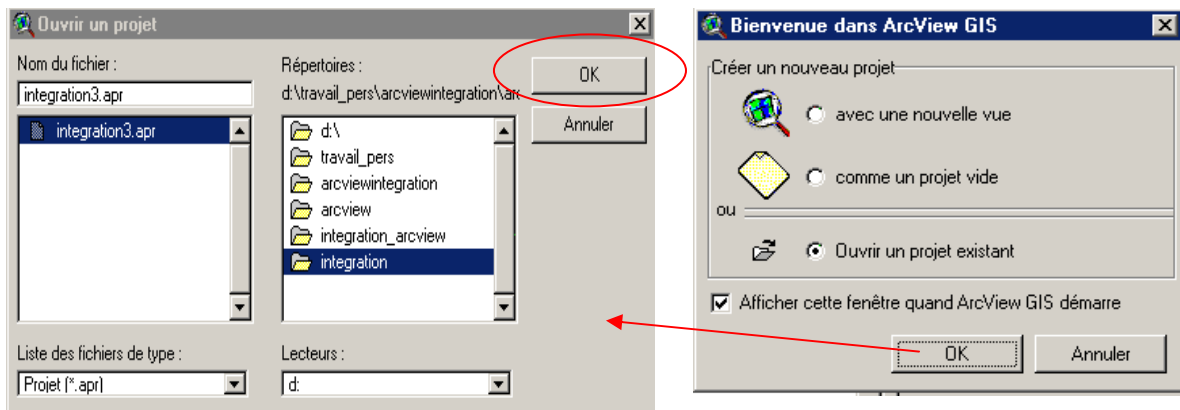 Ouvrir un projet
Nom du fichier :
integration3.apr
integration3.apr
Liste des fichiers de type :
Projet (*.apr)
Répertoires :
d:\travail_pers\arcviewintegration\arc
d:\
travail_pers
arcviewintegration
arcview
integration_arcview
integration
Lecteurs :
d:
OK
Annuler
Bienvenue dans ArcView GIS
Créer un nouveau projet
avec une nouvelle vue
comme un projet vide
ou
Ouvrir un projet existant
Afficher cette fenêtre quand ArcView GIS démarre
OK
Annuler